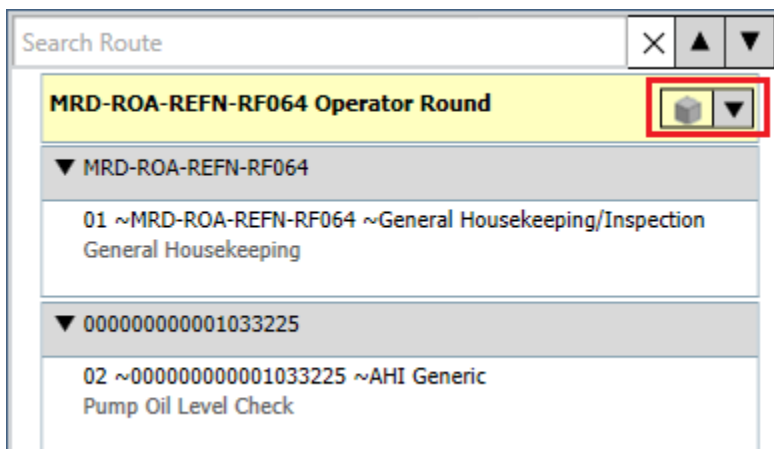 Search Route
MRD-ROA-REFN-RF064 Operator Round
MRD-ROA-REFN-RF064
01 ~MRD-ROA-REFN-RF064 ~General Housekeeping/Inspection
General Housekeeping
000000000001033225
02 ~000000000001033225 ~AHI Generic
Pump Oil Level Check